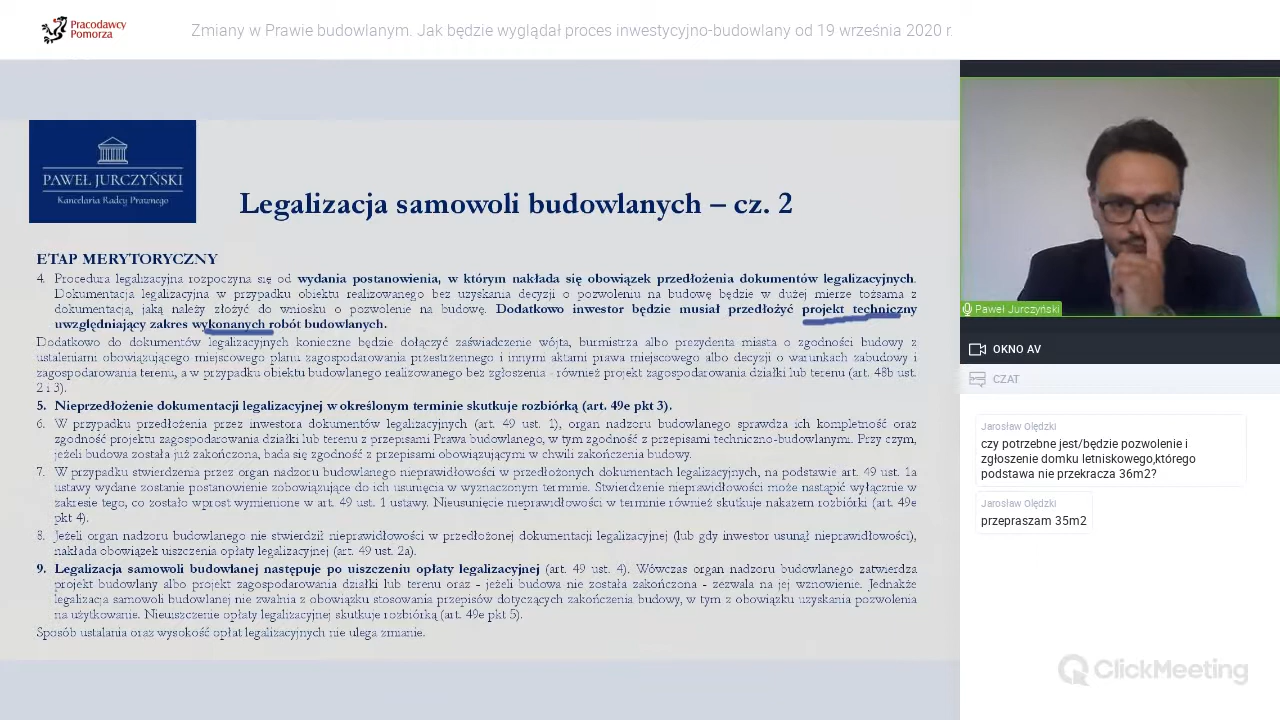 Pracodawcy
Pomorza
Zmiany w Prawie budowlanym. Jak będzie wyglądał proces inwestycyjno-budowlany od 19 września 2020 r.
PAWEŁ JURCZYŃSKI
Kancelaria Radcy Prawnego
Legalizacja samowoli budowlanych – cz. 2
ETAP MERYTORYCZNY
4. Procedura legalizacyjna rozpoczyna się od wydania postanowienia, w którym nakłada się obowiązek przedłożenia dokumentów legalizacyjnych.
Dokumentacja legalizacyjna w przypadku obiektu realizowanego bez uzyskania decyzji o pozwoleniu na budowę będzie w dużej mierze tożsama z
dokumentacją, jaką należy złożyć do wniosku o pozwolenie na budowę. Dodatkowo inwestor będzie musiał przedłożyć projekt techniczny
uwzględniający zakres wykonanych robót budowlanych.
Dodatkowo do dokumentów legalizacyjnych konieczne będzie dołączyć zaświadczenie wójta, burmistrza albo prezydenta miasta o zgodności budowy z
ustaleniami obowiązującego miejscowego planu zagospodarowania przestrzennego i innymi aktami prawa miejscowego albo decyzji o warunkach zabudowy i
zagospodarowania terenu, a w przypadku obiektu budowlanego realizowanego bez zgłoszenia - również projekt zagospodarowania działki lub terenu (art. 48b ust.
2 i 3).
5. Nieprzedłożenie dokumentacji legalizacyjnej w określonym terminie skutkuje rozbiórką (art. 49e pkt 3).
6. W przypadku przedłożenia przez inwestora dokumentów legalizacyjnych (art. 49 ust. 1), organ nadzoru budowlanego sprawdza ich kompletność oraz
zgodność projektu zagospodarowania działki lub terenu z przepisami Prawa budowlanego, w tym zgodność z przepisami techniczno-budowlanymi. Przy czym,
jeżeli budowa została już zakończona, bada się zgodność z przepisami obowiązującymi w chwili zakończenia budowy.
7. W przypadku stwierdzenia przez organ nadzoru budowlanego nieprawidłowości w przedłożonych dokumentach legalizacyjnych, na podstawie art. 49 ust. 1a
ustawy wydane zostanie postanowienie zobowiązujące do ich usunięcia w wyznaczonym terminie. Stwierdzenie nieprawidłowości może nastąpić wyłącznie w
zakresie tego, co zostało wprost wymienione w art. 49 ust. 1 ustawy. Nieusunięcie nieprawidłowości w terminie również skutkuje nakazem rozbiórki (art. 49e
pkt 4).
8. Jeżeli organ nadzoru budowlanego nie stwierdził nieprawidłowości w przedłożonej dokumentacji legalizacyjnej (lub gdy inwestor usunął nieprawidłowości),
nakłada obowiązek uiszczenia opłaty legalizacyjnej (art. 49 ust. 2a).
9. Legalizacja samowoli budowlanej następuje po uiszczeniu opłaty legalizacyjnej (art. 49 ust. 4). Wówczas organ nadzoru budowlanego zatwierdza
projekt budowlany albo projekt zagospodarowania działki lub terenu oraz - jeżeli budowa nie została zakończona - zezwala na jej wznowienie. Jednakże
legalizacja samowoli budowlanej nie zwalnia z obowiązku stosowania przepisów dotyczących zakończenia budowy, w tym z obowiązku uzyskania pozwolenia
na użytkowanie. Nieuiszczenie opłaty legalizacyjnej skutkuje rozbiórką (art. 49e pkt 5).
Sposób ustalania oraz wysokość opłat legalizacyjnych nie ulega zmianie.
Paweł Jurczyński
OKNO AV
CZAT
Jarosław Olędzki
czy potrzebne jest/będzie pozwolenie i
zgłoszenie domku letniskowego,którego
podstawa nie przekracza 36m2?
Jarosław Olędzki
przepraszam 35m2
ClickMeeting